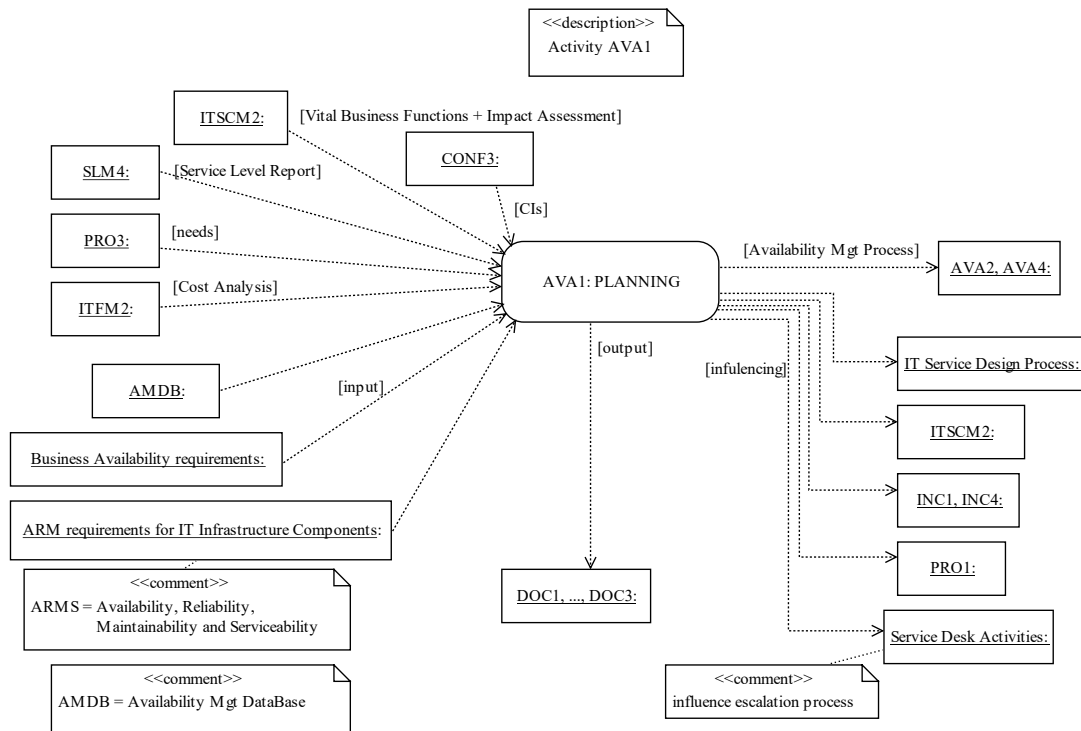 <<description>>
Activity AVA1
ITSCM2:
[Vital Business Functions + Impact Assessment]
CONF3:
SLM4:
[Service Level Report]
[CIs]
PRO3:
[needs]
AVA1: PLANNING
[Availability Mgt Process]
AVA2, AVA4:
ITFM2:
[Cost Analysis]
[output]
[infulencing]
IT Service Design Process:
AMDB:
[input]
ITSCM2:
Business Availability requirements:
INC1, INC4:
ARM requirements for IT Infrastructure Components:
PRO1:
<<comment>>
ARMS = Availability, Reliability,
Maintainability and Serviceability
DOC1, ..., DOC3:
Service Desk Activities:
<<comment>>
AMDB = Availability Mgt DataBase
<<comment>>
influence escalation process